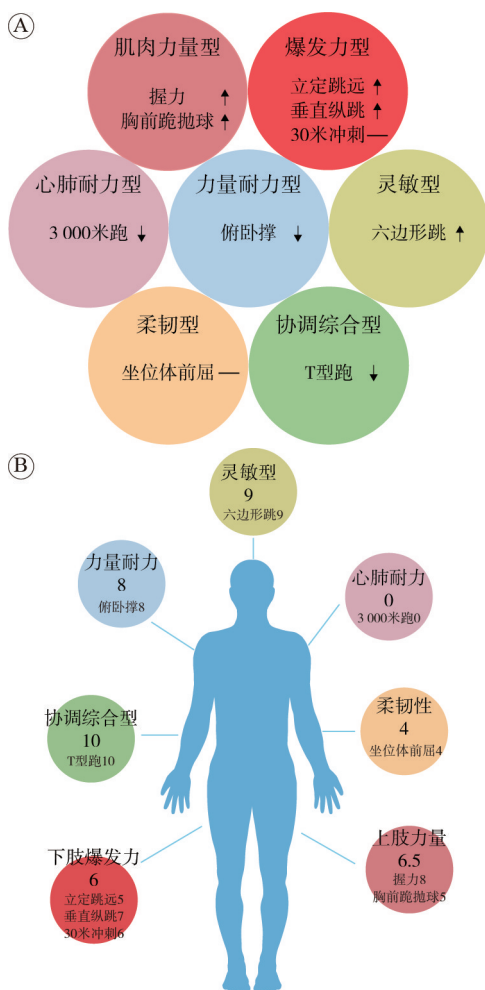 A
肌肉力量型
握力 ↑
胸前跪抛球 ↑
爆发力型
立定跳远 ↑
垂直纵跳 ↑
30米冲刺 —
心肺耐力型
3 000米跑 ↓
力量耐力型
俯卧撑 ↓
灵敏型
六边形跳 ↑
柔韧型
坐位体前屈 —
协调综合型
T型跑 ↓
B
灵敏型
9
六边形跳9
力量耐力
8
俯卧撑8
心肺耐力
0
3 000米跑0
协调综合型
10
T型跑10
柔韧性
4
坐位体前屈4
下肢爆发力
6
立定跳远5
垂直纵跳7
30米冲刺6
上肢力量
6.5
握力8
胸前跪抛球5